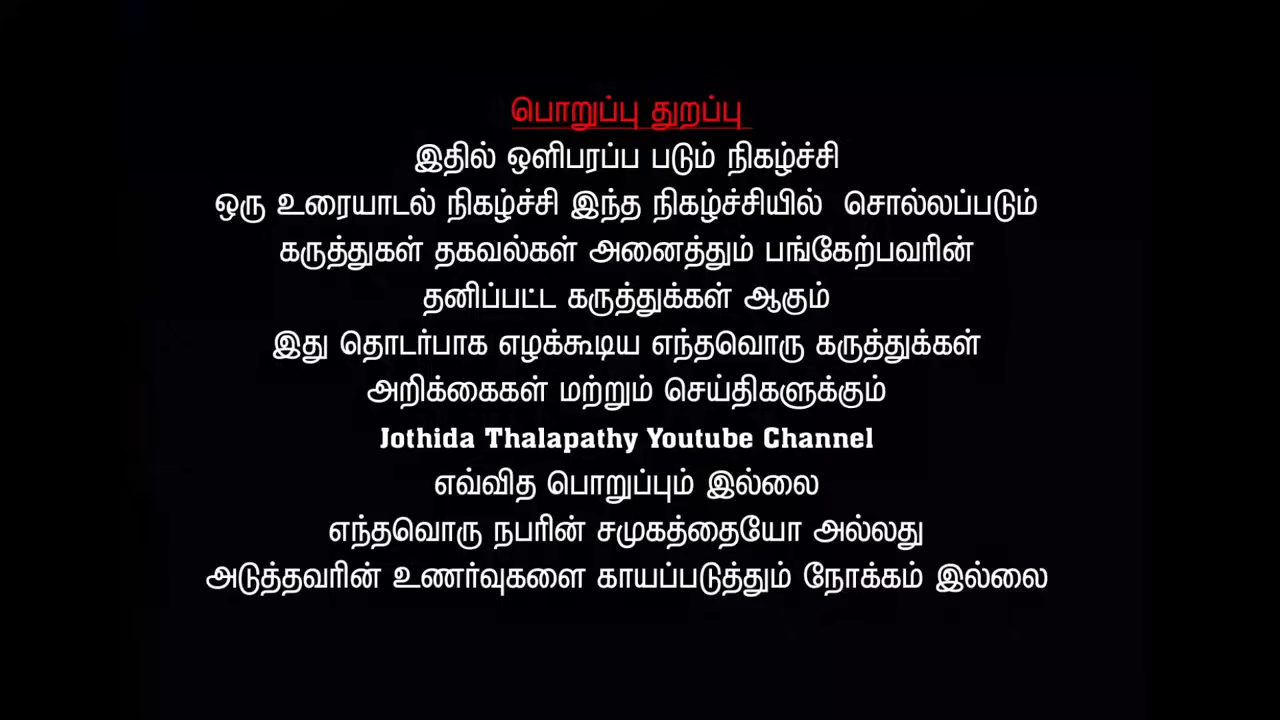 பொறுப்பு துறப்பு
இதில் ஒளிபரப்ப படும் நிகழ்ச்சி
ஒரு உரையாடல் நிகழ்ச்சி இந்த நிகழ்ச்சியில் சொல்லப்படும்
கருத்துகள் தகவல்கள் அனைத்தும் பங்கேற்பவரின்
தனிப்பட்ட கருத்துக்கள் ஆகும்
இது தொடர்பாக எழக்கூடிய எந்தவொரு கருத்துக்கள்
அறிக்கைகள் மற்றும் செய்திகளுக்கும்
Jothida Thalapathy Youtube Channel
எவ்வித பொறுப்பும் இல்லை
எந்தவொரு நபரின் சமுகத்தையோ அல்லது
அடுத்தவரின் உணர்வுகளை காயப்படுத்தும் நோக்கம் இல்லை